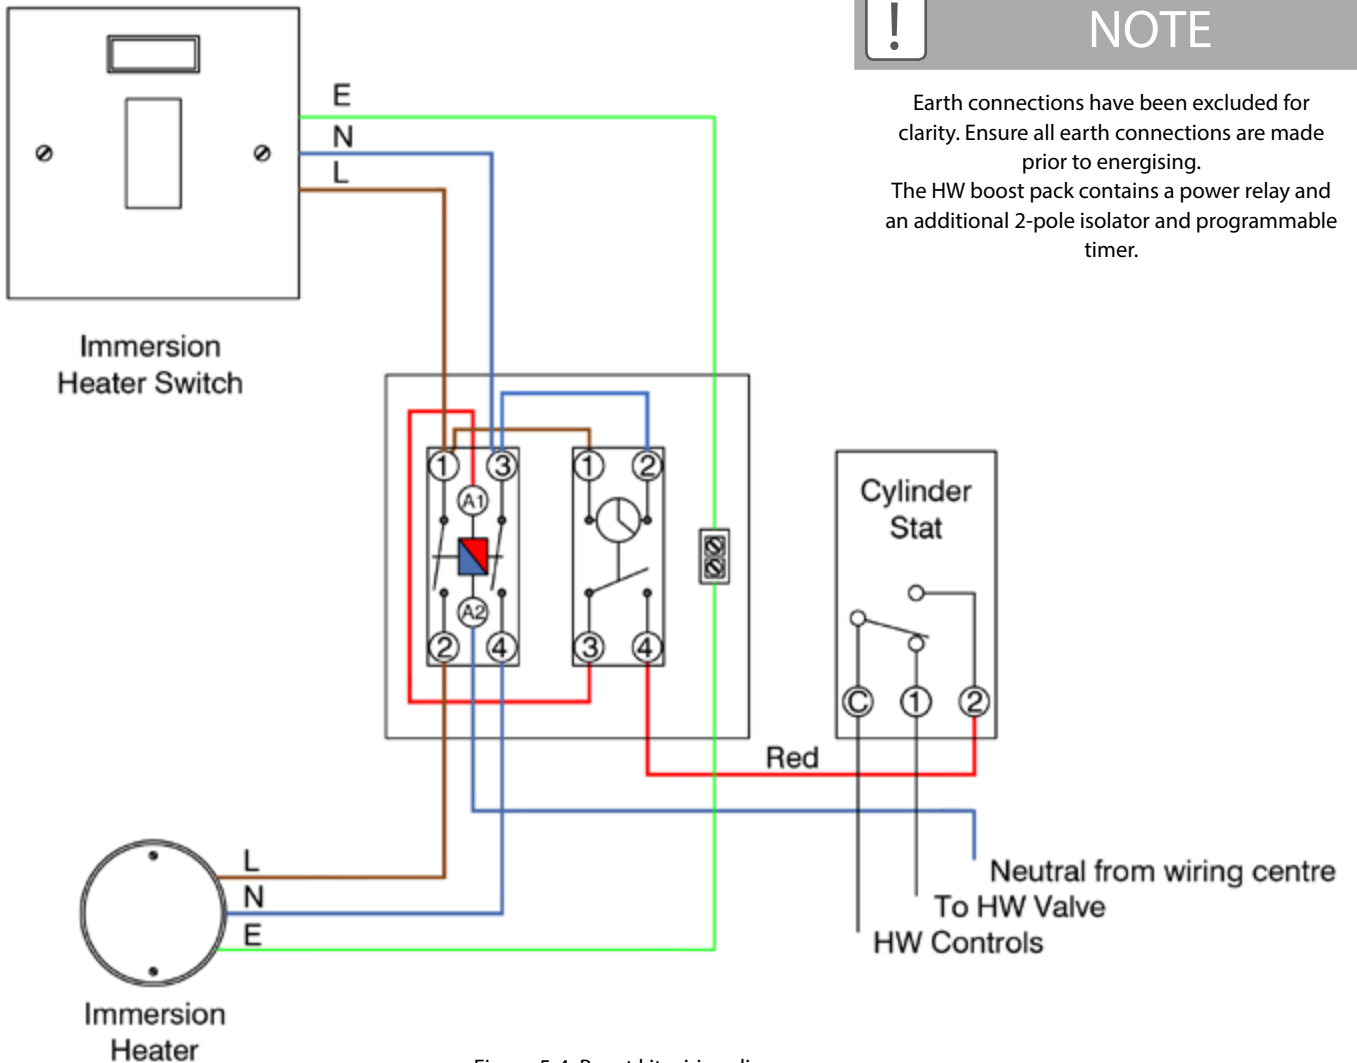 !
NOTE
Earth connections have been excluded for
clarity. Ensure all earth connections are made
prior to energising.
The HW boost pack contains a power relay and
an additional 2-pole isolator and programmable
timer.
E
N
L
Immersion
Heater Switch
1
3
A1
A2
2
4
1
2
3
4
Cylinder
Stat
C
1
2
Red
Neutral from wiring centre
To HW Valve
HW Controls
L
N
E
Immersion
Heater